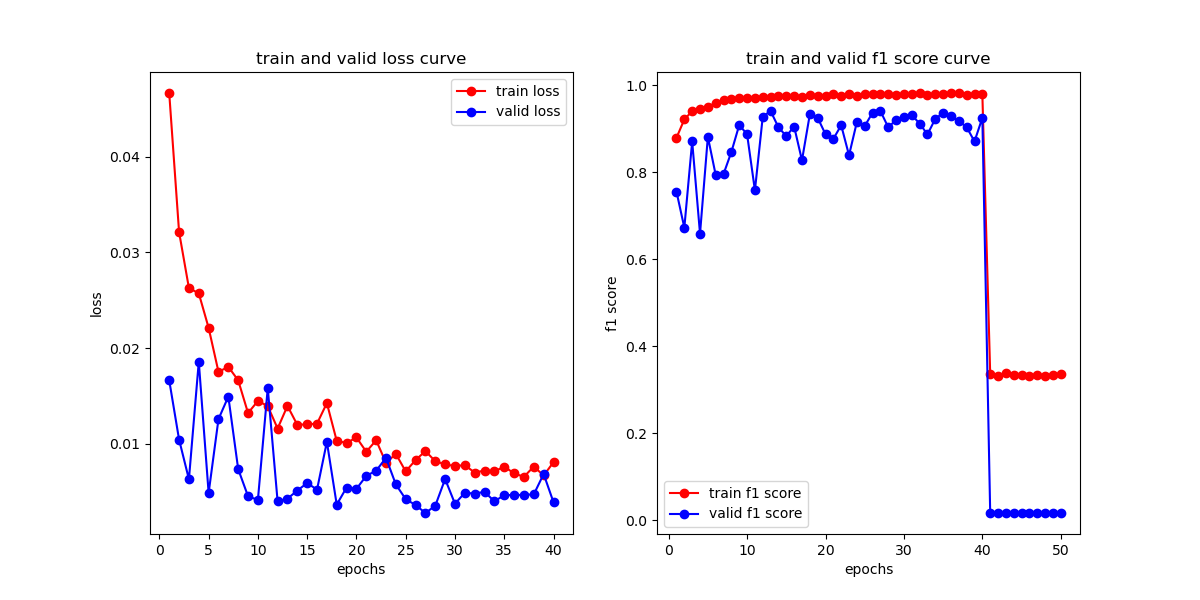 train and valid loss curve
train loss
valid loss
0.04
0.03
0.02
0.01
loss
0 5 10 15 20 25 30 35 40
epochs
train and valid f1 score curve
1.0
0.8
0.6
0.4
0.2
0.0
f1 score
train f1 score
valid f1 score
0 10 20 30 40 50
epochs